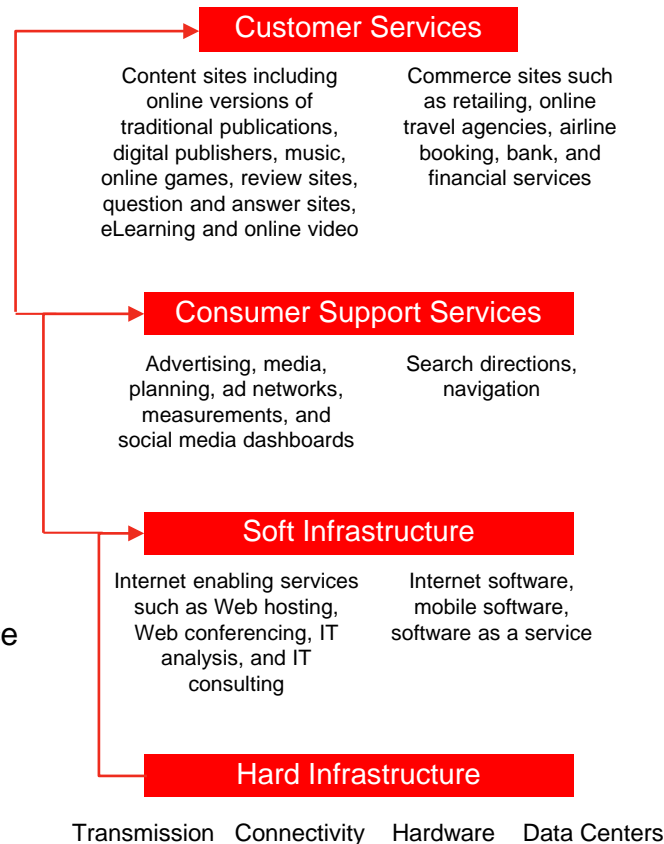 Customer Services
Content sites including
online versions of
traditional publications,
digital publishers, music,
online games, review sites,
question and answer sites,
eLearning and online video
Commerce sites such
as retailing, online
travel agencies, airline
booking, bank, and
financial services
Consumer Support Services
Advertising, media,
planning, ad networks,
measurements, and
social media dashboards
Search directions,
navigation
Soft Infrastructure
Internet enabling services
such as Web hosting,
Web conferencing, IT
analysis, and IT
consulting
Internet software,
mobile software,
software as a service
e
Hard Infrastructure
Transmission Connectivity Hardware Data Centers